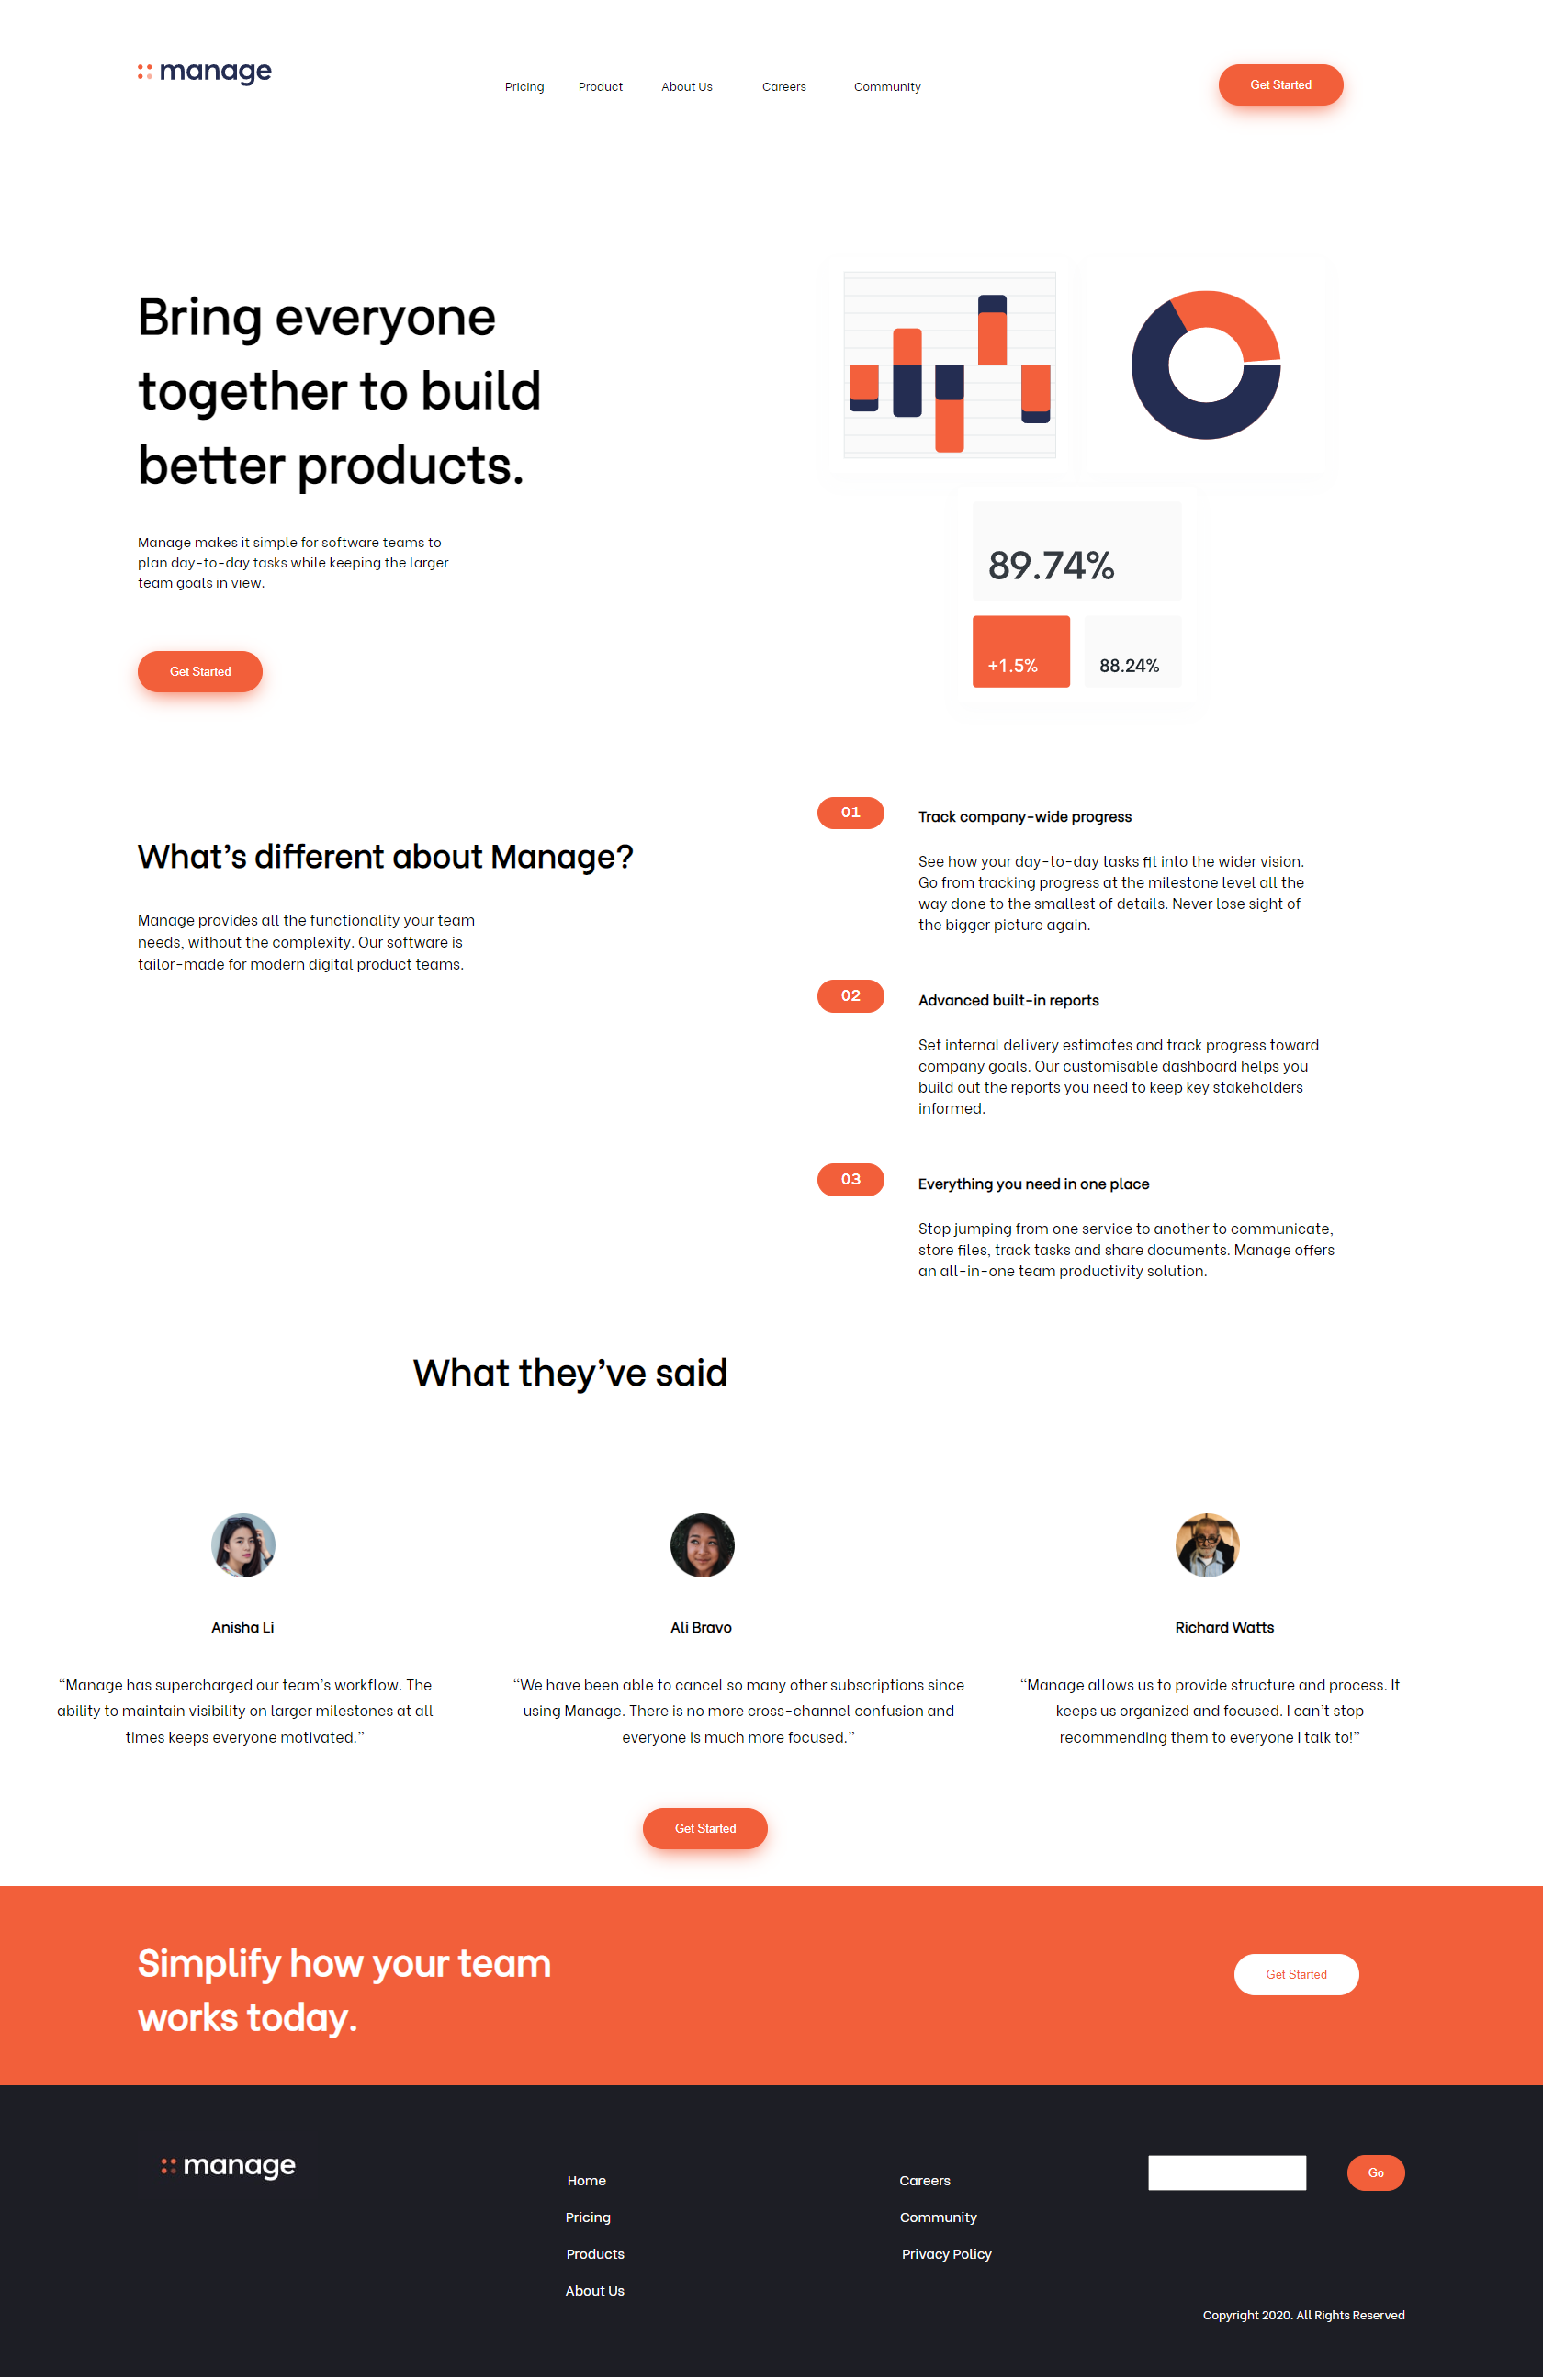 manage
Pricing Product About Us Careers Community
Get Started
Bring everyone
together to build
better products.
Manage makes it simple for software teams to
plan day-to-day tasks while keeping the larger
team goals in view.
Get Started
89.74%
+1.5%
88.24%
What’s different about Manage?
Manage provides all the functionality your team
needs, without the complexity. Our software is
tailor-made for modern digital product teams.
01
Track company-wide progress
See how your day-to-day tasks fit into the wider vision.
Go from tracking progress at the milestone level all the
way done to the smallest of details. Never lose sight of
the bigger picture again.
02
Advanced built-in reports
Set internal delivery estimates and track progress toward
company goals. Our customisable dashboard helps you
build out the reports you need to keep key stakeholders
informed.
03
Everything you need in one place
Stop jumping from one service to another to communicate,
store files, track tasks and share documents. Manage offers
an all-in-one team productivity solution.
What they’ve said
Anisha Li
“Manage has supercharged our team’s workflow. The
ability to maintain visibility on larger milestones at all
times keeps everyone motivated.”
Ali Bravo
“We have been able to cancel so many other subscriptions since
using Manage. There is no more cross-channel confusion and
everyone is much more focused.”
Richard Watts
“Manage allows us to provide structure and process. It
keeps us organized and focused. I can’t stop
recommending them to everyone I talk to!”
Get Started
Simplify how your team
works today.
Get Started
manage
Home
Pricing
Products
About Us
Careers
Community
Privacy Policy
Go
Copyright 2020. All Rights Reserved